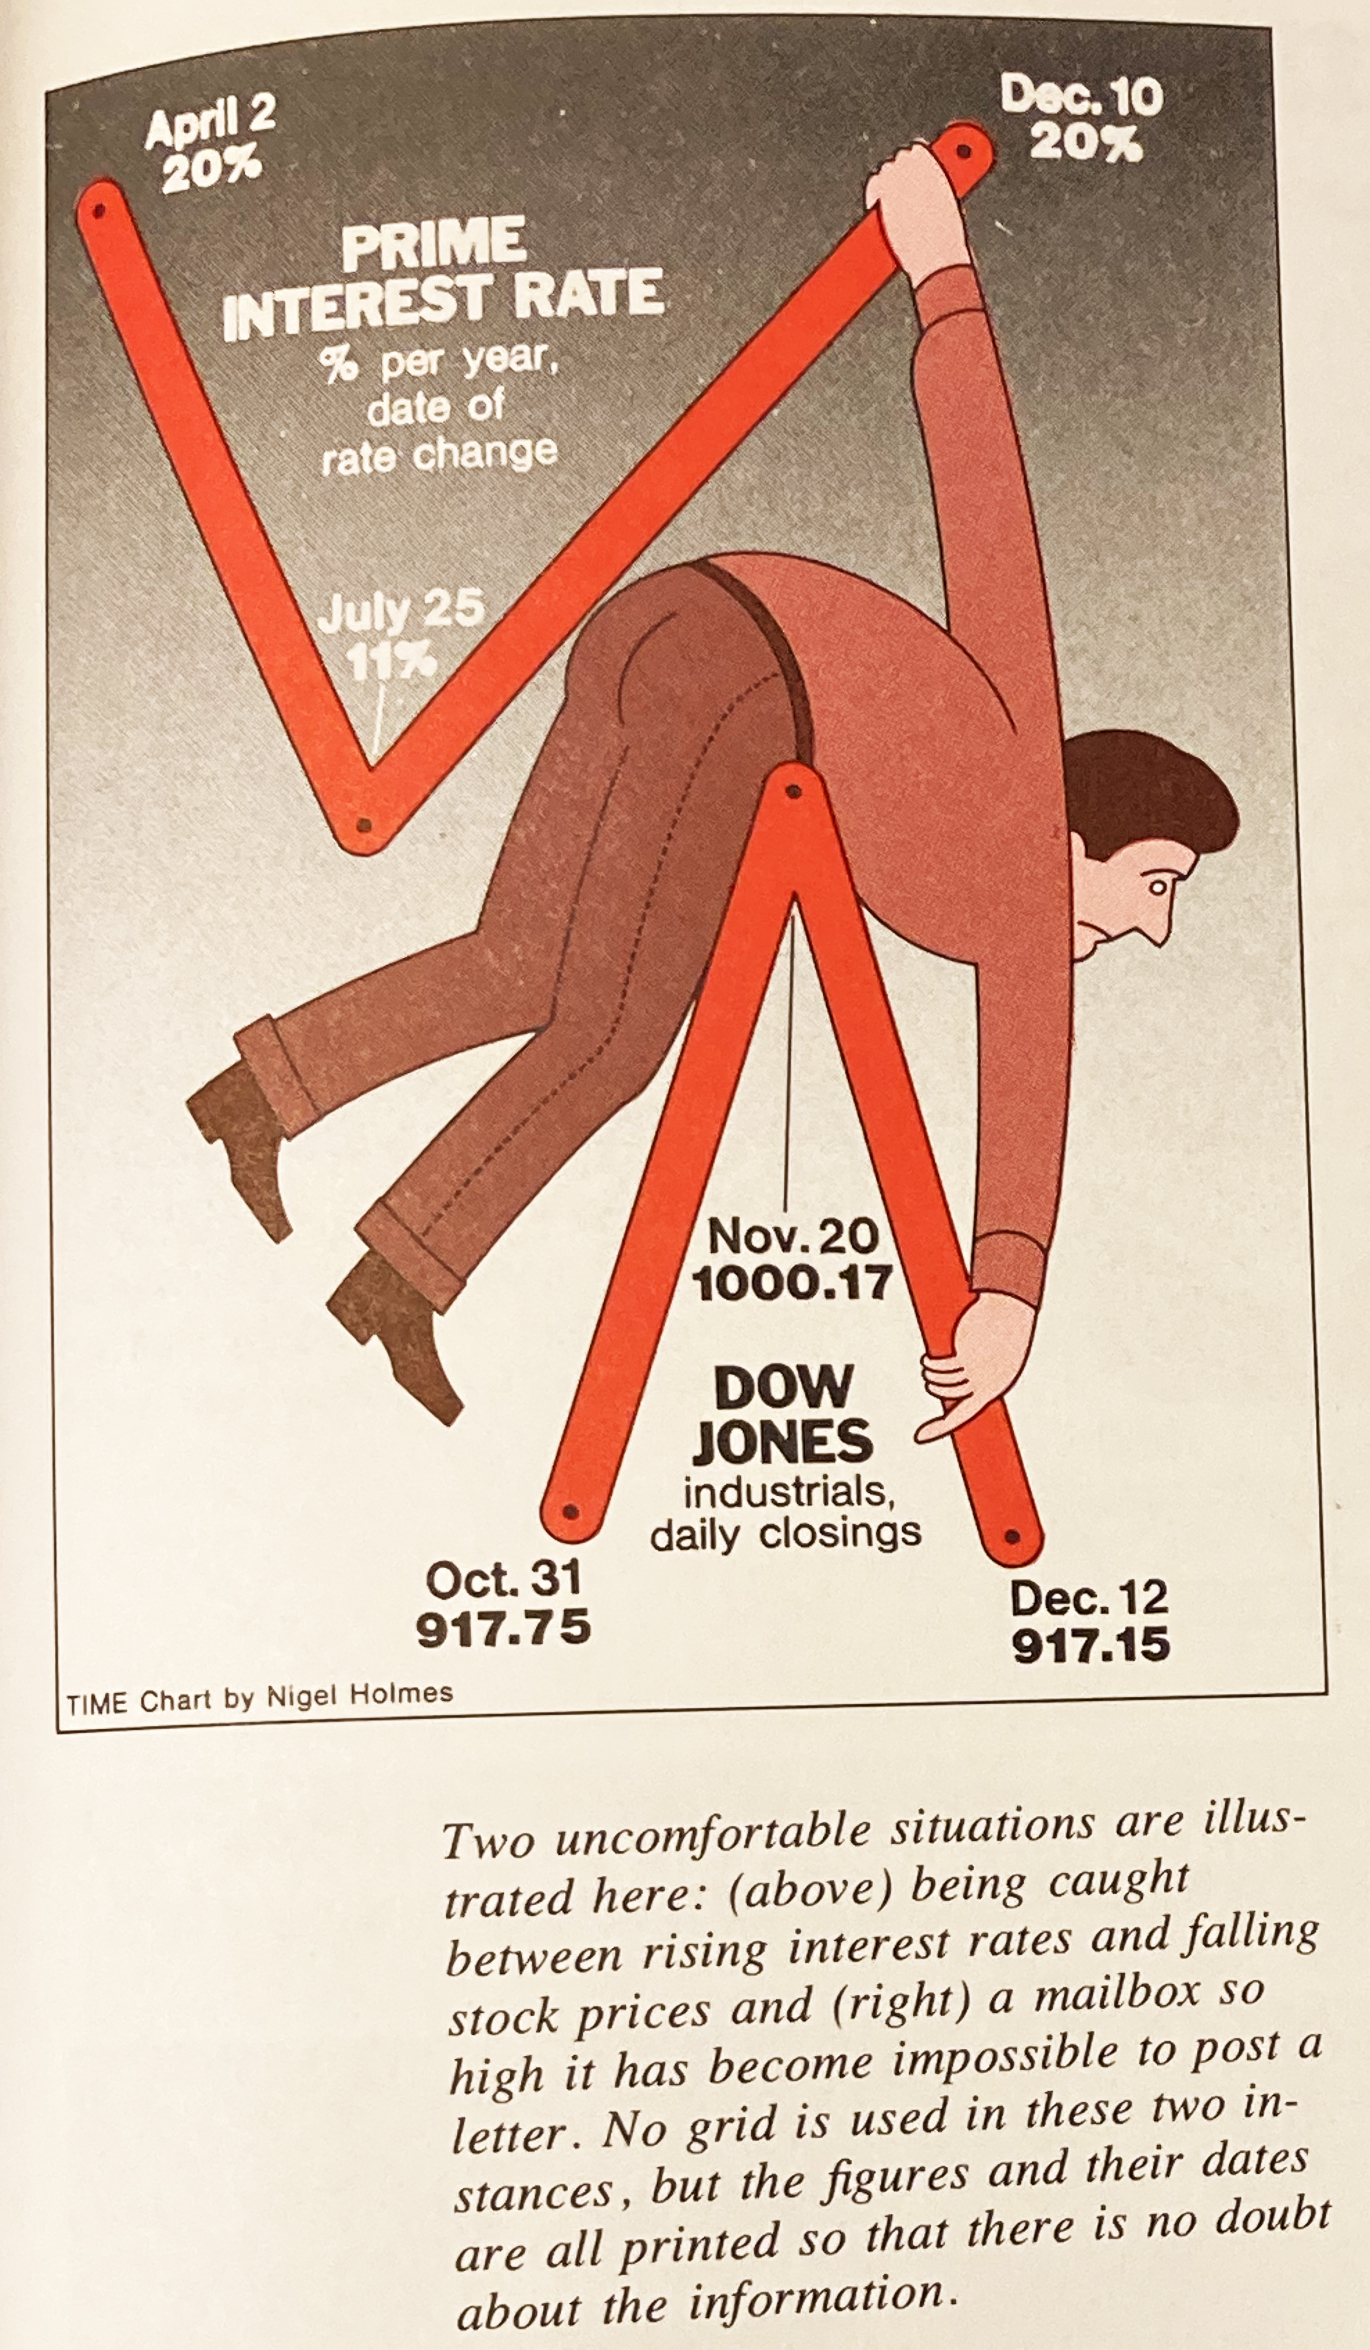 April 2
20%
Dec. 10
20%
PRIME
INTEREST RATE
% per year,
date of
rate change
July 25
11%
Nov. 20
1000.17
DOW
JONES
industrials,
daily closings
Oct. 31
917.75
Dec. 12
917.15
TIME Chart by Nigel Holmes
Two uncomfortable situations are illus-
trated here: (above) being caught
between rising interest rates and falling
stock prices and (right) a mailbox so
high it has become impossible to post a
letter. No grid is used in these two in-
stances, but the figures and their dates
are all printed so that there is no doubt
about the information.